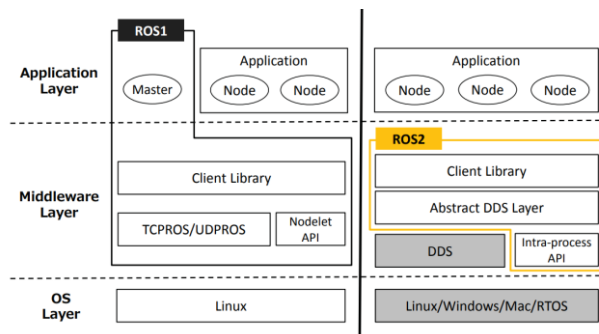 ROS1
Application
Layer
Master
Application
Node
Node
Application
Node
Node
Node
ROS2
Middleware
Layer
Client Library
TCPROS/UDPROS
Nodelet
API
Client Library
Abstract DDS Layer
DDS
Intra-process
API
OS
Layer
Linux
Linux/Windows/Mac/RTOS